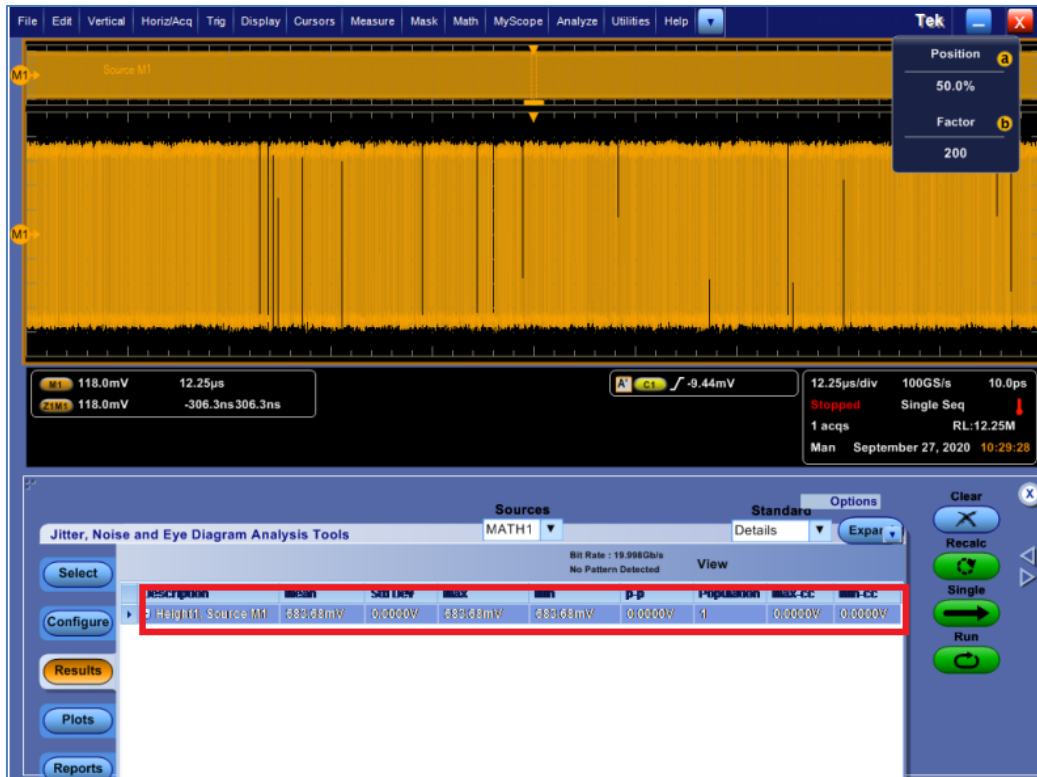 File Edit Vertical Horiz/Acq Trig Display Cursors Measure Mask Math MyScope Analyze Utilities Help Tek X
Position a
50.0%
Factor b
200
M1 Source M1
M1
M1 118.0mV 12.25µs
Z1M1 118.0mV -306.3ns306.3ns
A' C1 -9.44mV
12.25µs/div 100GS/s 10.0ps
Stopped Single Seq
1 acqs RL:12.25M
Man September 27, 2020 10:29:28
Jitter, Noise and Eye Diagram Analysis Tools
Sources
MATH1
Standard
Details
Options
Expan
Clear
X
Recalc
Single
Run
Select
Configure
Results
Plots
Reports
Bit Rate : 19.998Gb/s
No Pattern Detected
View
Description Mean Std Dev Max Min p-p Population Max-cc Min-cc
Height1, Source M1 683.68mV 0.0000V 683.68mV 683.68mV 0.0000V 1 0.0000V 0.0000V